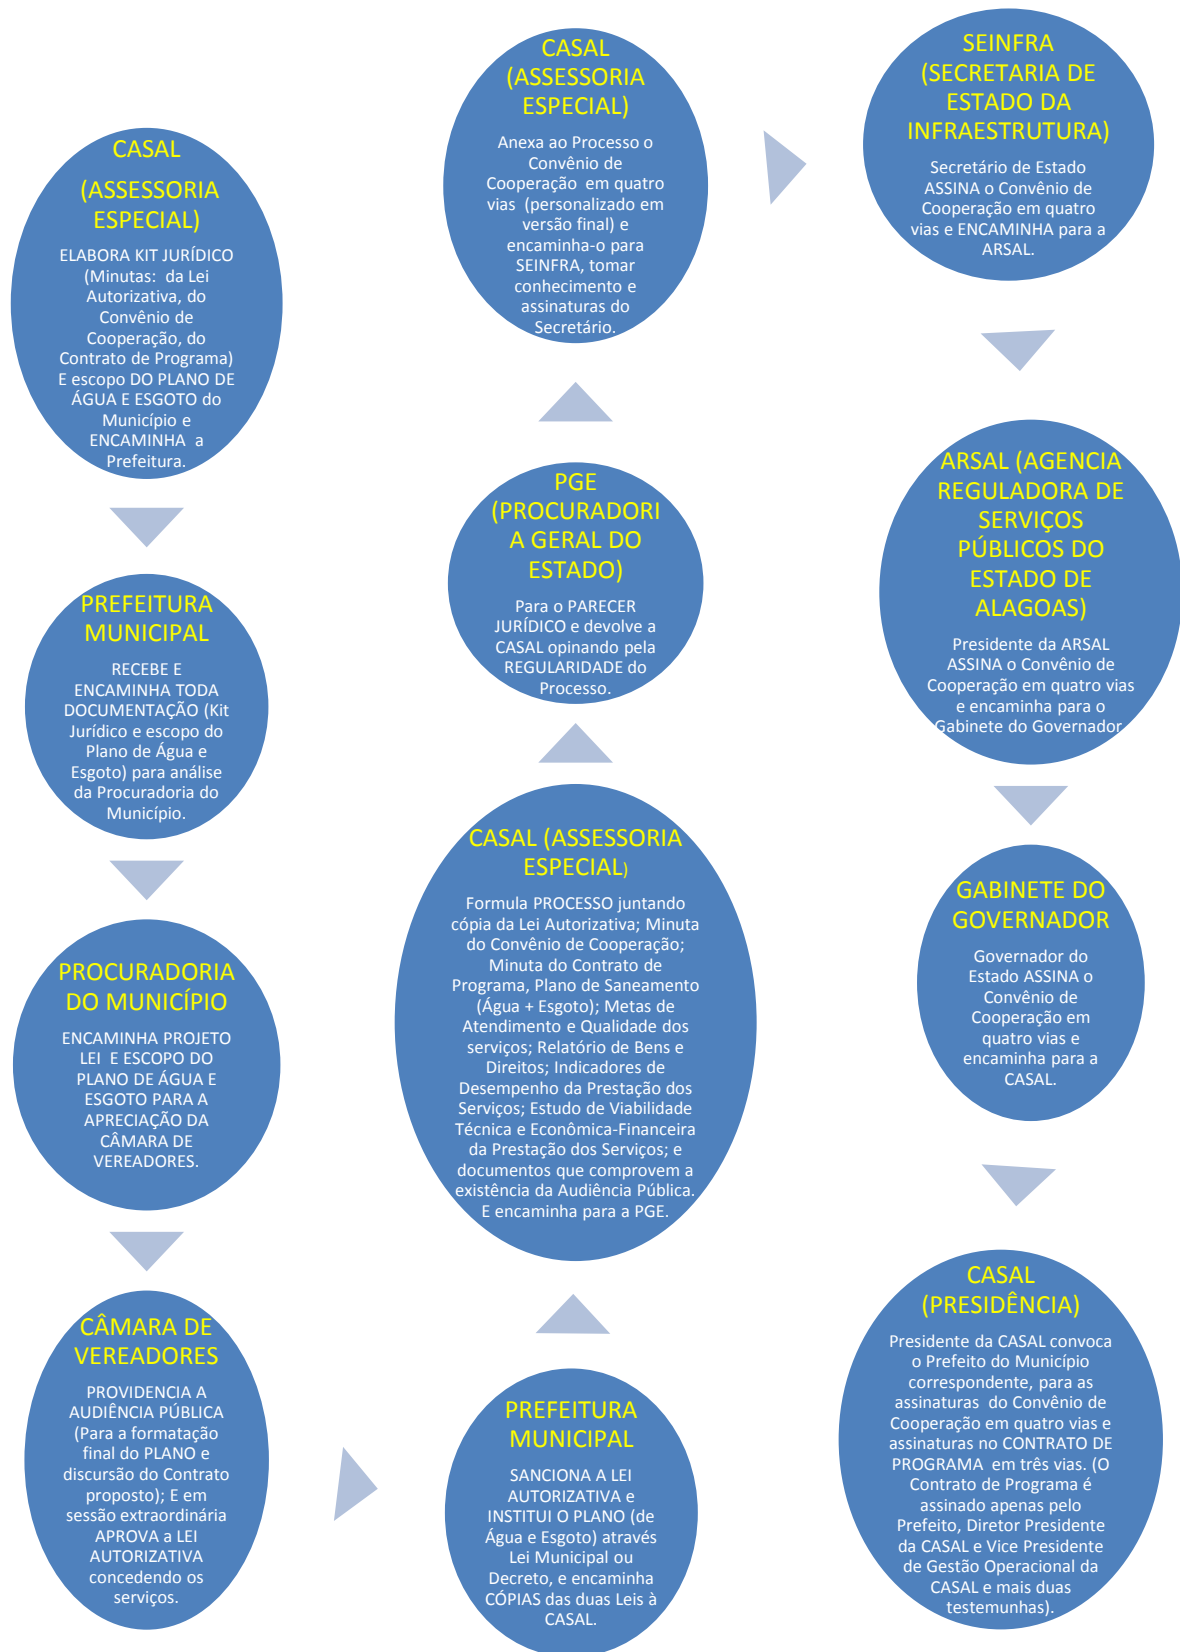 CASAL
(ASSESSORIA
ESPECIAL)
ELABORA KIT JURÍDICO
(Minutas: da Lei
Autorizativa, do
Convênio de
Cooperação, do
Contrato de Programa)
E escopo DO PLANO DE
ÁGUA E ESGOTO do
Município e
ENCAMINHA a
Prefeitura.
PREFEITURA
MUNICIPAL
RECEBE E
ENCAMINHA TODA
DOCUMENTAÇÃO (Kit
Jurídico e escopo do
Plano de Água e
Esgoto) para análise
da Procuradoria do
Município.
PROCURADORIA
DO MUNICÍPIO
ENCAMINHA PROJETO
LEI E ESCOPO DO
PLANO DE ÁGUA E
ESGOTO PARA A
APRECIAÇÃO DA
CÂMARA DE
VEREADORES.
CÂMARA DE
VEREADORES
PROVIDENCIA A
AUDIÊNCIA PÚBLICA
(Para a formatação
final do PLANO e
discursão do Contrato
proposto); E em
sessão extraordinária
APROVA a LEI
AUTORIZATIVA
concedendo os
serviços.
PREFEITURA
MUNICIPAL
SANCIONA A LEI
AUTORIZATIVA e
INSTITUI O PLANO (de
Água e Esgoto) através
Lei Municipal ou
Decreto, e encaminha
CÓPIAS das duas Leis à
CASAL.
CASAL (ASSESSORIA
ESPECIAL)
Formula PROCESSO juntando
cópia da Lei Autorizativa; Minuta
do Convênio de Cooperação;
Minuta do Contrato de
Programa, Plano de Saneamento
(Água + Esgoto); Metas de
Atendimento e Qualidade dos
serviços; Relatório de Bens e
Direitos; Indicadores de
Desempenho da Prestação dos
Serviços; Estudo de Viabilidade
Técnica e Econômica-Financeira
da Prestação dos Serviços; e
documentos que comprovem a
existência da Audiência Pública.
E encaminha para a PGE.
PGE
(PROCURADORI
A GERAL DO
ESTADO)
Para o PARECER
JURÍDICO e devolve a
CASAL opinando pela
REGULARIDADE do
Processo.
CASAL
(ASSESSORIA
ESPECIAL)
Anexa ao Processo o
Convênio de
Cooperação em quatro
vias (personalizado em
versão final) e
encaminha-o para
SEINFRA, tomar
conhecimento e
assinaturas do
Secretário.
SEINFRA
(SECRETARIA DE
ESTADO DA
INFRAESTRUTURA)
Secretário de Estado
ASSINA o Convênio de
Cooperação em quatro
vias e ENCAMINHA para a
ARSAL.
ARSAL (AGENCIA
REGULADORA DE
SERVIÇOS
PÚBLICOS DO
ESTADO DE
ALAGOAS)
Presidente da ARSAL
ASSINA o Convênio de
Cooperação em quatro vias
e encaminha para o
Gabinete do Governador.
GABINETE DO
GOVERNADOR
Governador do
Estado ASSINA o
Convênio de
Cooperação em
quatro vias e
encaminha para a
CASAL.
CASAL
(PRESIDÊNCIA)
Presidente da CASAL convoca
o Prefeito do Município
correspondente, para as
assinaturas do Convênio de
Cooperação em quatro vias e
assinaturas no CONTRATO DE
PROGRAMA em três vias. (O
Contrato de Programa é
assinado apenas pelo
Prefeito, Diretor Presidente
da CASAL e Vice Presidente
de Gestão Operacional da
CASAL e mais duas
testemunhas).